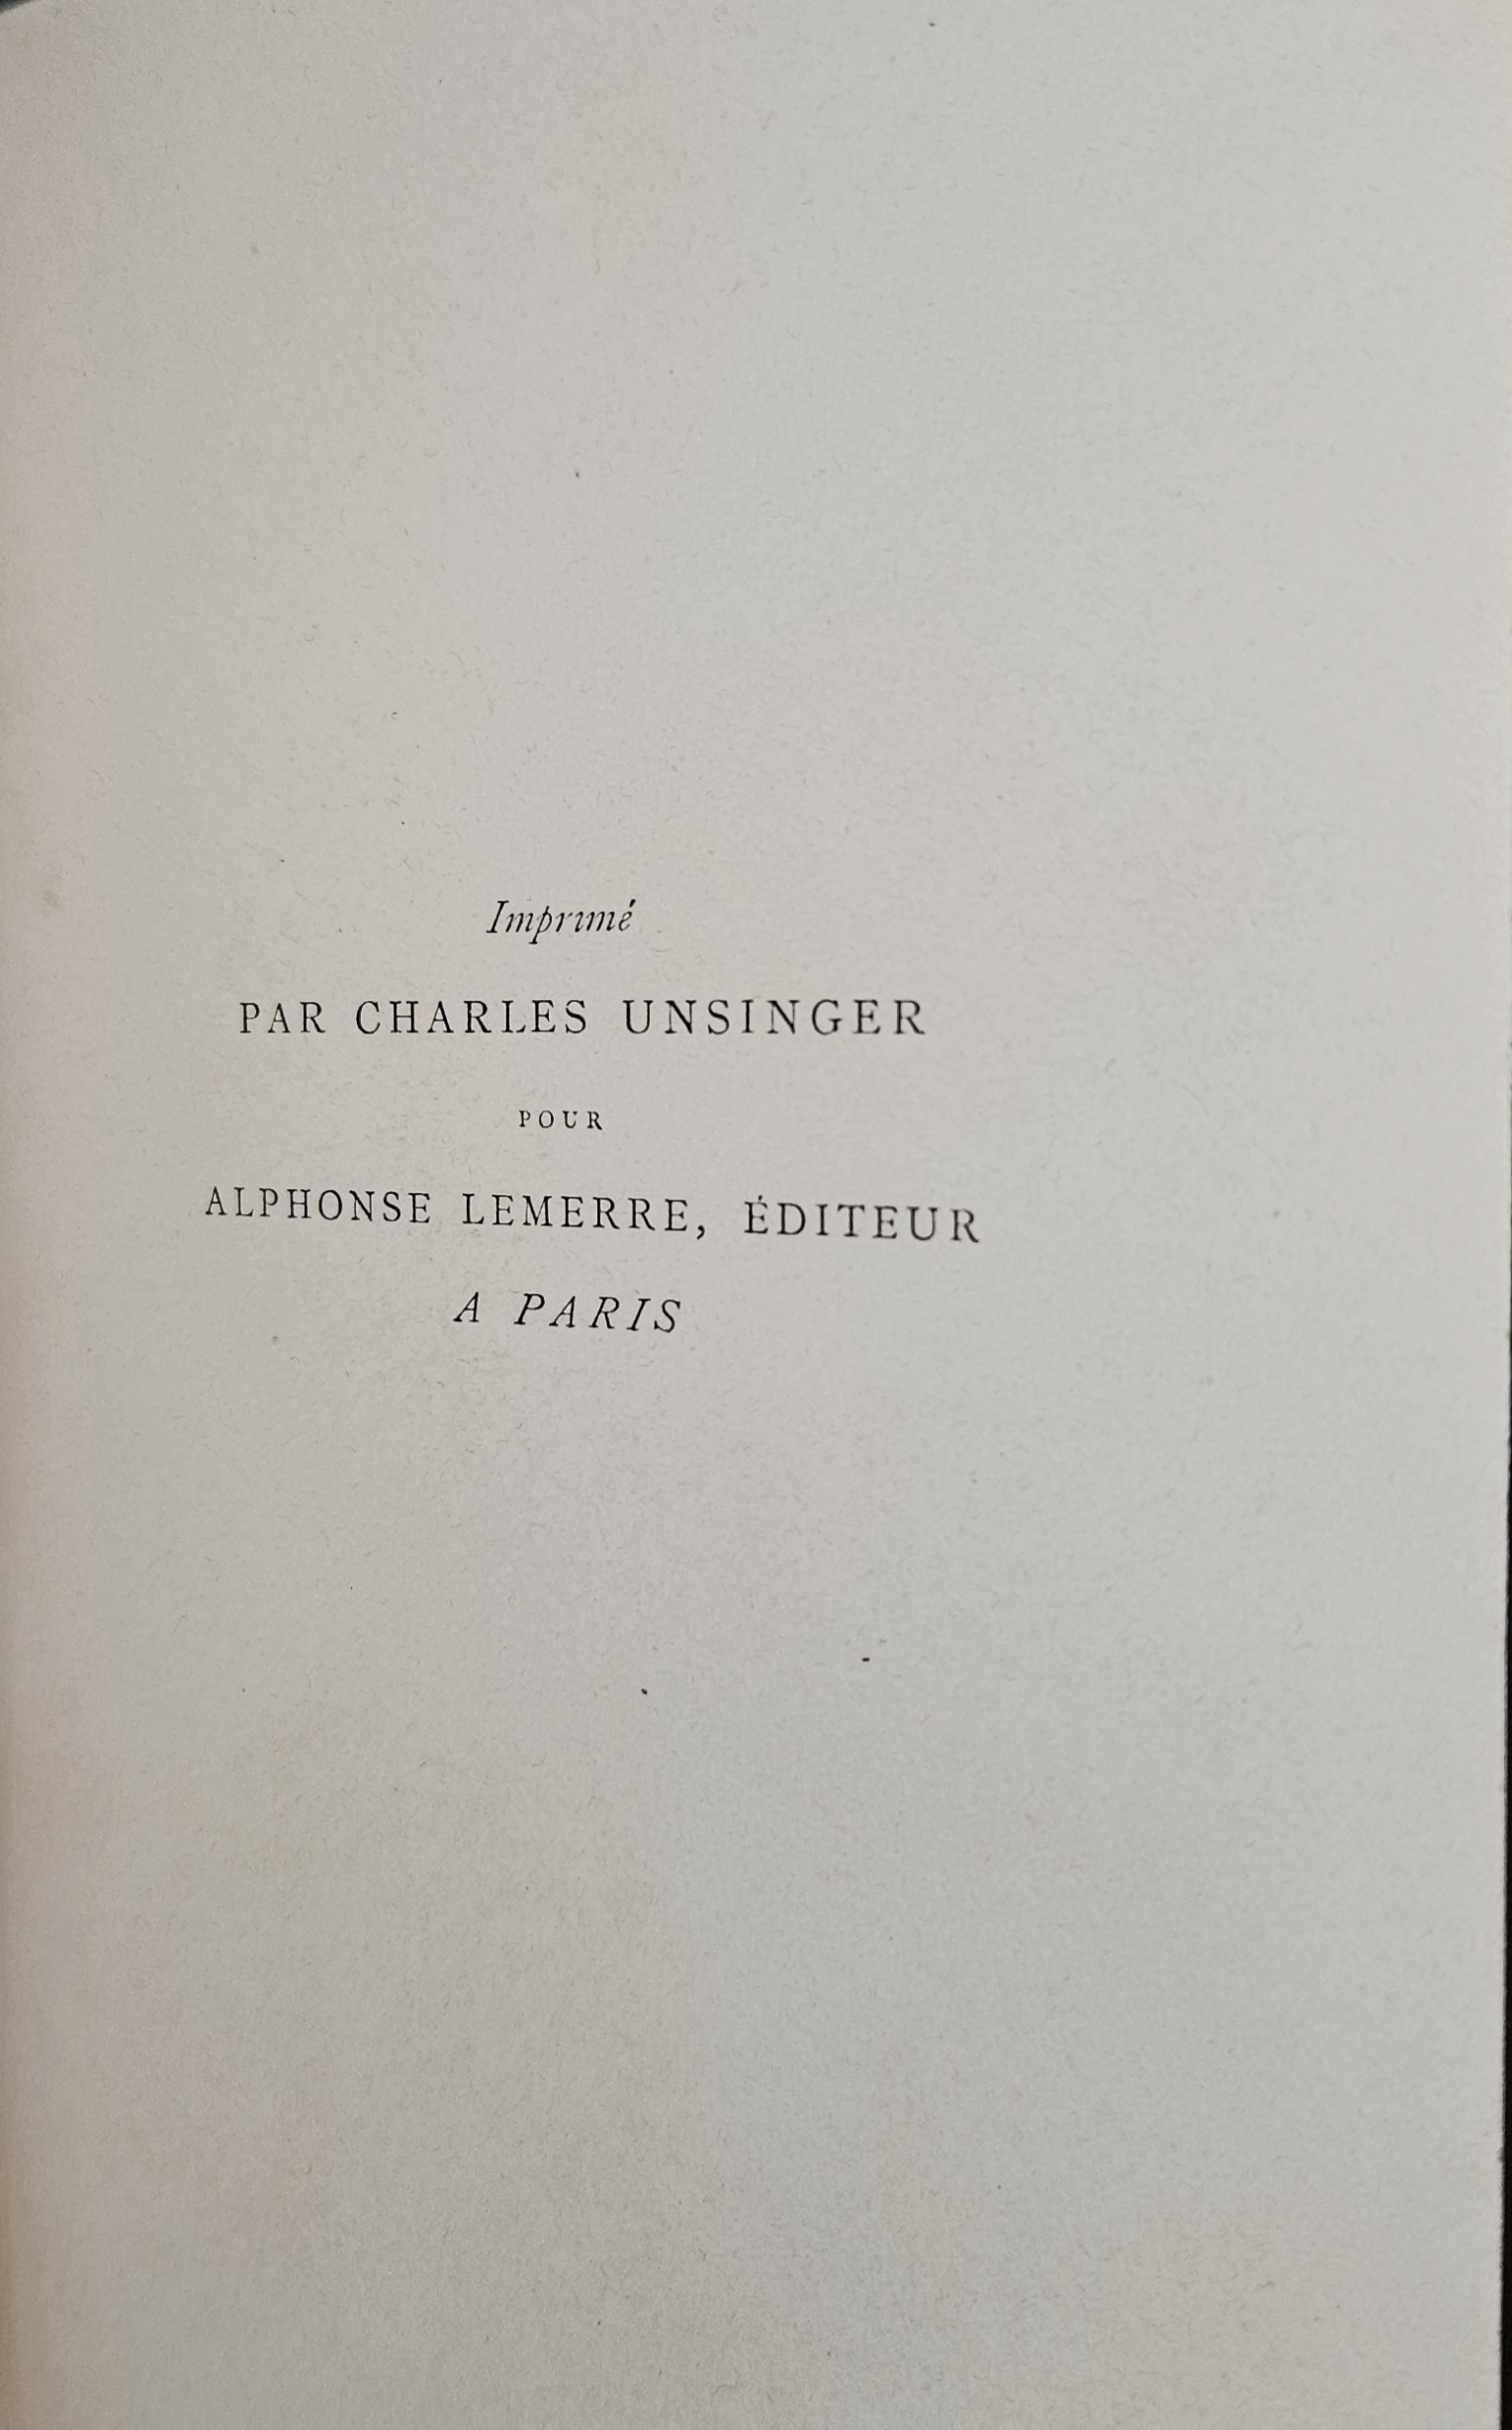 Imprimé
PAR CHARLES UNSINGER
POUR
ALPHONSE LEMERRE, ÉDITEUR
A PARIS